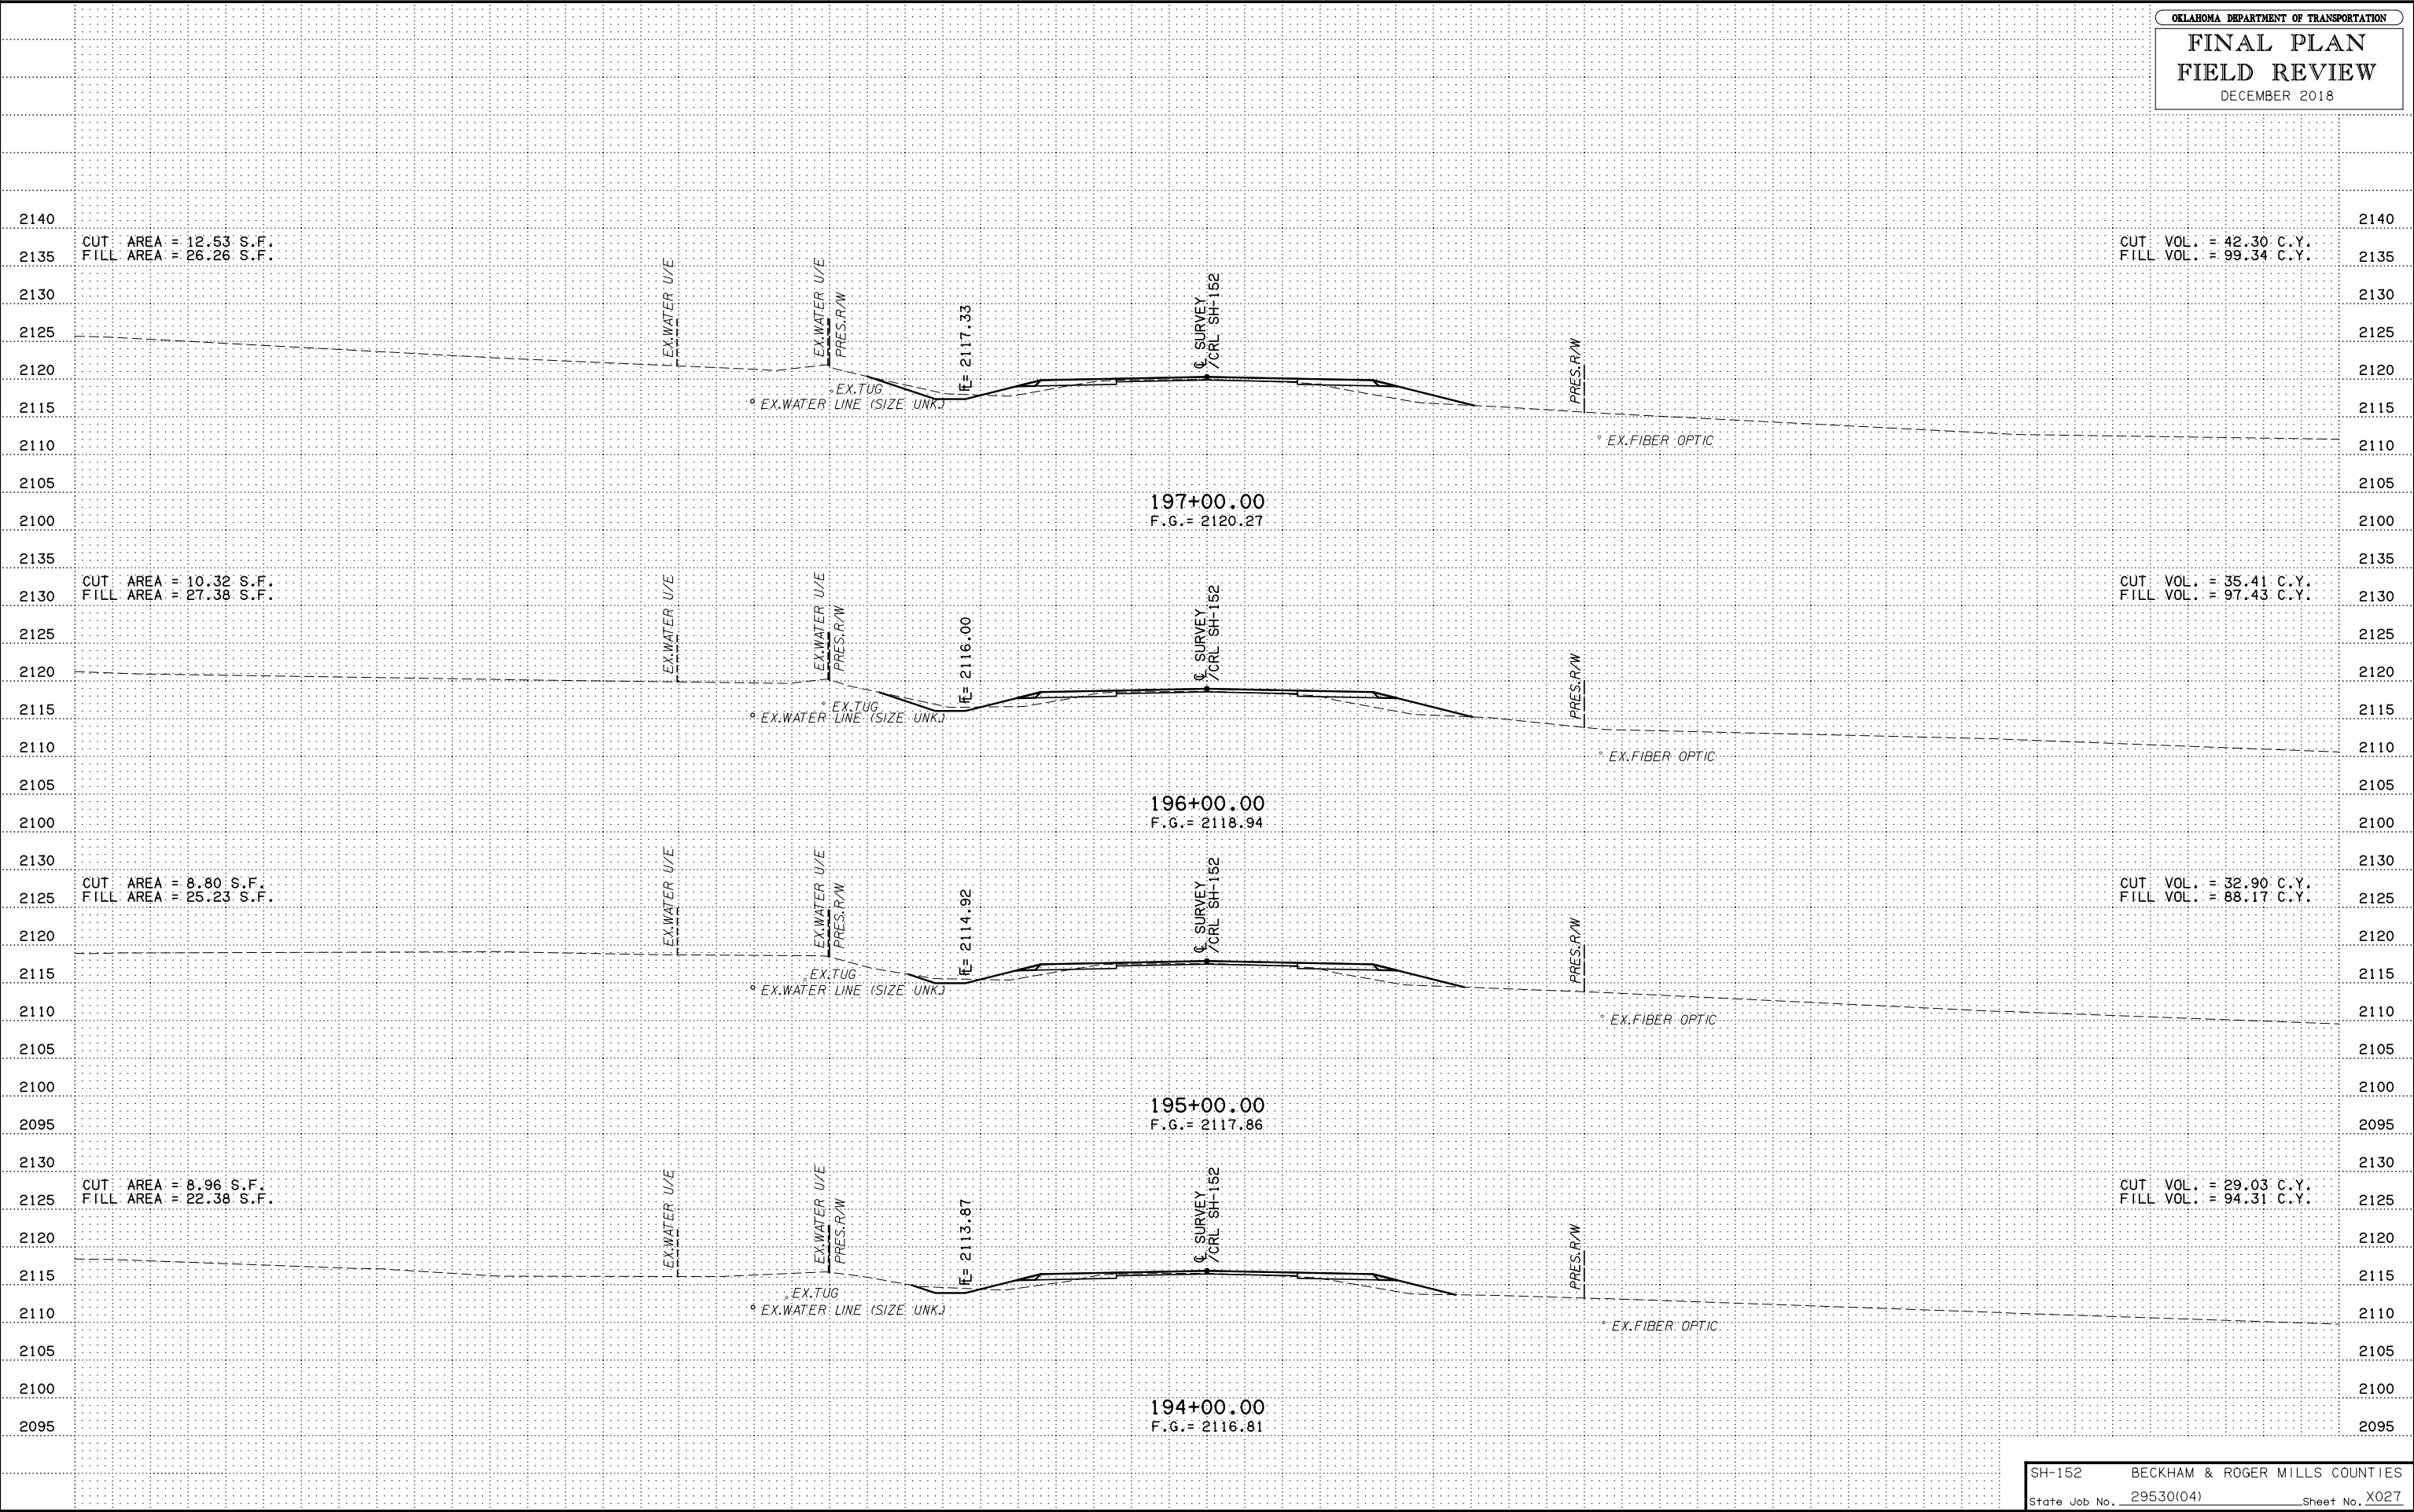 OKLAHOMA DEPARTMENT OF TRANSPORTATION
FINAL PLAN
FIELD REVIEW
DECEMBER 2018
2140 2140
CUT AREA = 12.53 S.F. CUT VOL. = 42.30 C.Y.
FILL AREA = 26.26 S.F. FILL VOL. = 99.34 C.Y.
2135 2135
2130 2130
2125 2125
2120 2120
2115 2115
2110 2110
2105 2105
2100 2100
EX.WATER U/E
EX.WATER U/E
PRES.R/W
FL= 2117.33
℄ SURVEY
/CRL SH-152
PRES.R/W
EX.TUG
EX.WATER LINE (SIZE UNK.)
EX.FIBER OPTIC
197+00.00
F.G.= 2120.27
2135 2135
CUT AREA = 10.32 S.F. CUT VOL. = 35.41 C.Y.
FILL AREA = 27.38 S.F. FILL VOL. = 97.43 C.Y.
2130 2130
2125 2125
2120 2120
2115 2115
2110 2110
2105 2105
2100 2100
EX.WATER U/E
EX.WATER U/E
PRES.R/W
FL= 2116.00
℄ SURVEY
/CRL SH-152
PRES.R/W
EX.TUG
EX.WATER LINE (SIZE UNK.)
EX.FIBER OPTIC
196+00.00
F.G.= 2118.94
2130 2130
CUT AREA = 8.80 S.F. CUT VOL. = 32.90 C.Y.
FILL AREA = 25.23 S.F. FILL VOL. = 88.17 C.Y.
2125 2125
2120 2120
2115 2115
2110 2110
2105 2105
2100 2100
2095 2095
EX.WATER U/E
EX.WATER U/E
PRES.R/W
FL= 2114.92
℄ SURVEY
/CRL SH-152
PRES.R/W
EX.TUG
EX.WATER LINE (SIZE UNK.)
EX.FIBER OPTIC
195+00.00
F.G.= 2117.86
2130 2130
CUT AREA = 8.96 S.F. CUT VOL. = 29.03 C.Y.
FILL AREA = 22.38 S.F. FILL VOL. = 94.31 C.Y.
2125 2125
2120 2120
2115 2115
2110 2110
2105 2105
2100 2100
2095 2095
EX.WATER U/E
EX.WATER U/E
PRES.R/W
FL= 2113.87
℄ SURVEY
/CRL SH-152
PRES.R/W
EX.TUG
EX.WATER LINE (SIZE UNK.)
EX.FIBER OPTIC
194+00.00
F.G.= 2116.81
SH-152 BECKHAM & ROGER MILLS COUNTIES
State Job No. 29530(04) Sheet No. X027